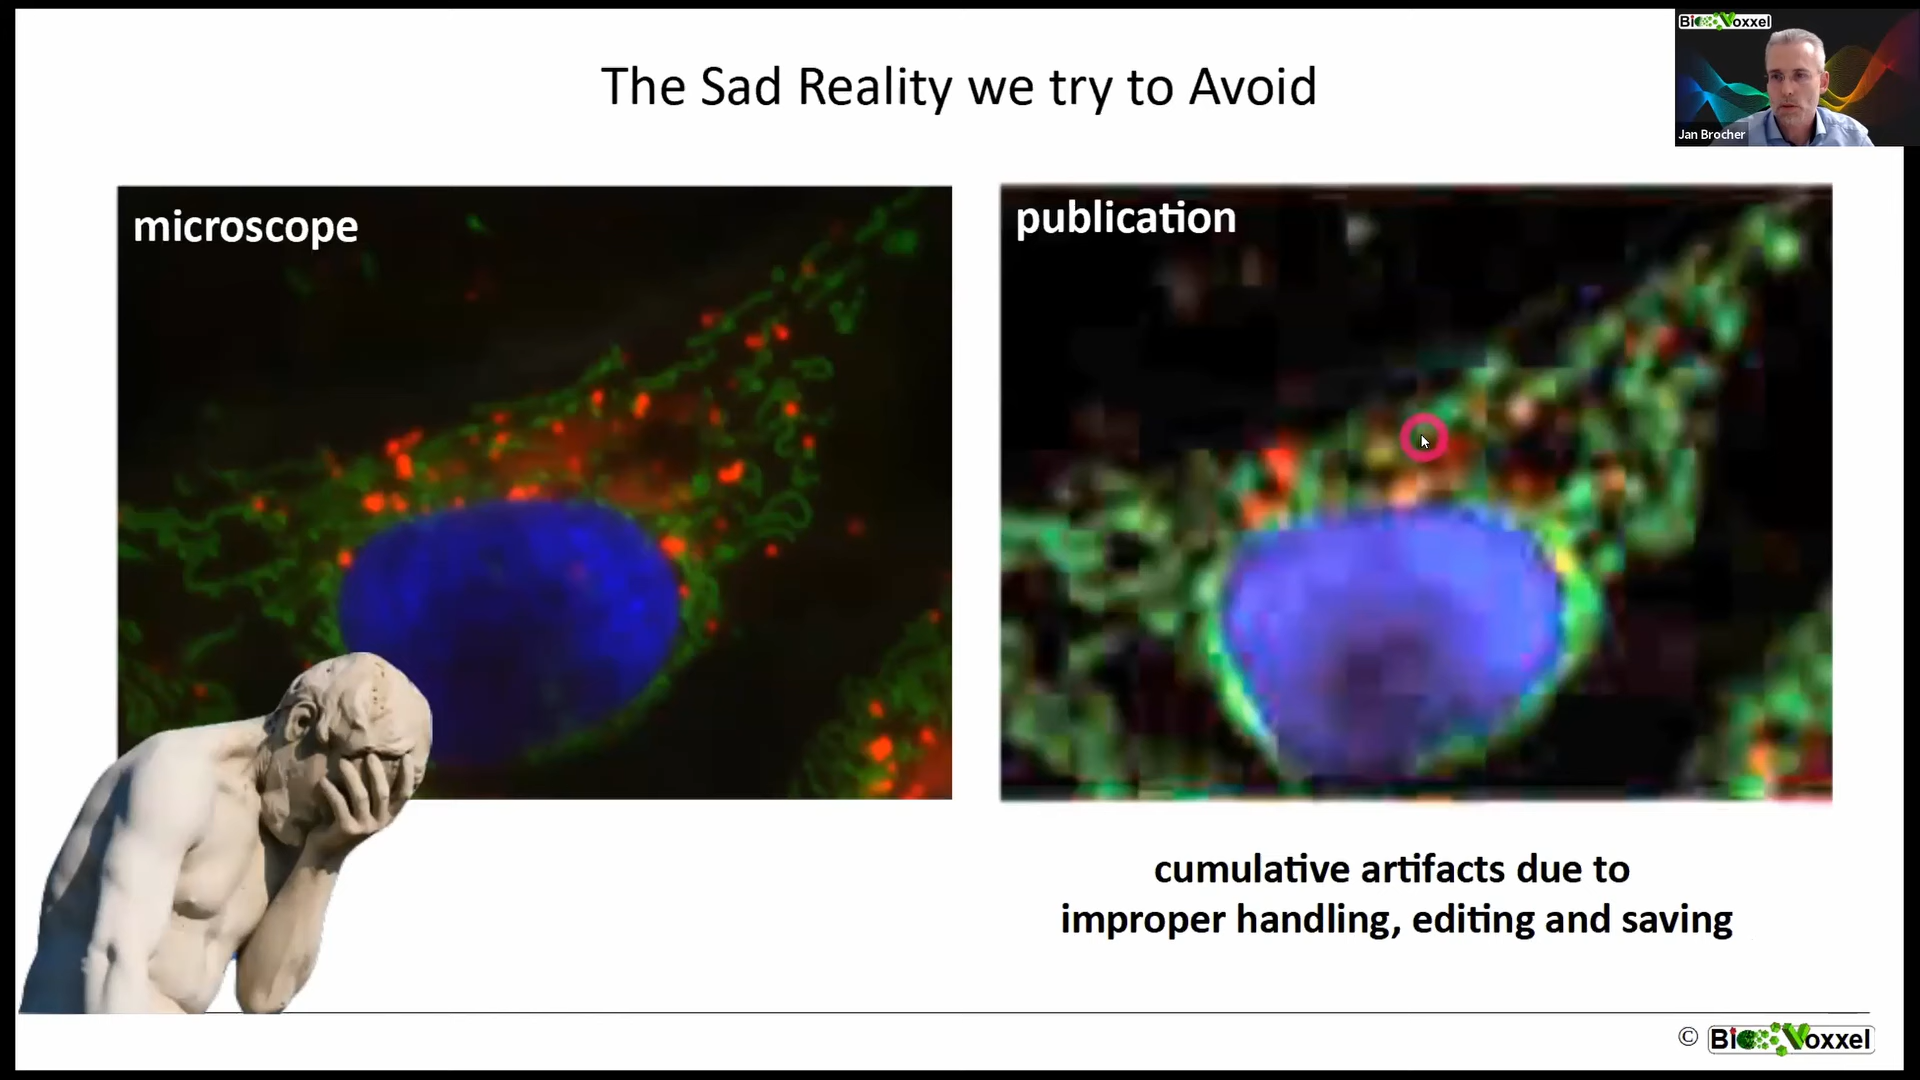 The Sad Reality we try to Avoid
BioVoxxel
Jan Brocher
microscope
publication
cumulative artifacts due to
improper handling, editing and saving
© BioVoxxel